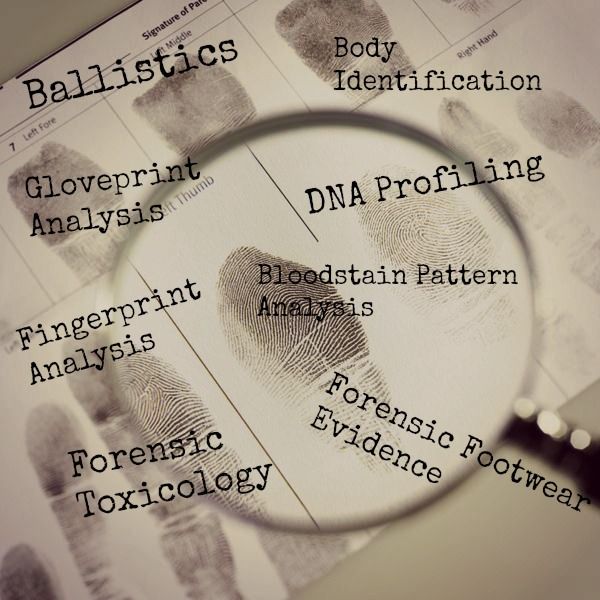 Signature of
Left Middle
Right Hand
Ballistics
Body
Identification
7 Left Fore
Gloveprint
Analysis
lt Thumb
DNA Profiling
Bloodstain Pattern
Analysis
Fingerprint
Analysis
Forensic Footwear
Evidence
Forensic
Toxicology